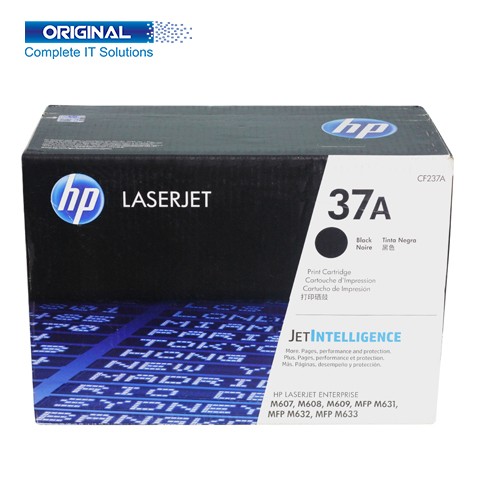 ORIGINAL
Complete IT Solutions
hp
hp
LASERJET
CF237A
37A
Black Tinta Negra
Noire 黑色
Print Cartridge
Cartouche d'Impression
Cartucho de Impresión
打印硒鼓
JETINTELLIGENCE
More. Pages, performance and protection.
Plus. Pages, performance et protection.
Más. Páginas, desempeño y protección.
HP LASERJET ENTERPRISE
M607, M608, M609, MFP M631,
MFP M632, MFP M633